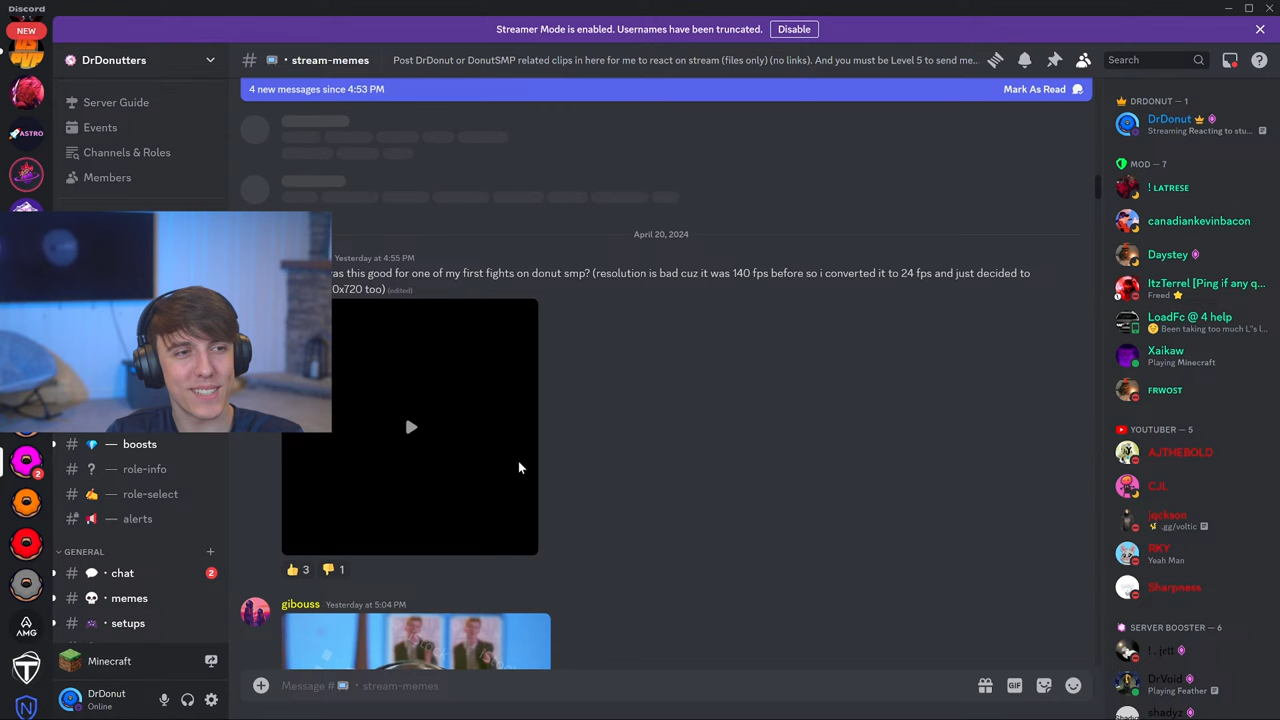 Discord
NEW
Streamer Mode is enabled. Usernames have been truncated.
Disable
DrDonutters
stream-memes
Post DrDonut or DonutSMP related clips in here for me to react on stream (files only) (no links). And you must be Level 5 to send me...
Search
4 new messages since 4:53 PM
Mark As Read
Server Guide
Events
Channels & Roles
Members
ASTRO
April 20, 2024
Yesterday at 4:55 PM
as this good for one of my first fights on donut smp? (resolution is bad cuz it was 140 fps before so i converted it to 24 fps and just decided to
0x720 too) (edited)
3
1
gibouss Yesterday at 5:04 PM
boosts
role-info
role-select
alerts
GENERAL
chat
2
memes
setups
2
AMG
Minecraft
DrDonut
Online
Message # stream-memes
GIF
DRDONUT — 1
DrDonut
Streaming Reacting to stu...
MOD — 7
! LATRESE
canadiankevinbacon
Daystey
ItzTerrel [Ping if any q...
Freed
LoadFc @ 4 help
Been taking too much L"s l...
Xaikaw
Playing Minecraft
FRWOST
YOUTUBER — 5
AJTHEBOLD
CJL
jqckson
.gg/voltic
RKY
Yeah Man
Sharpness
SERVER BOOSTER — 6
! . jett
DrVoid
Playing Feather
shadyz